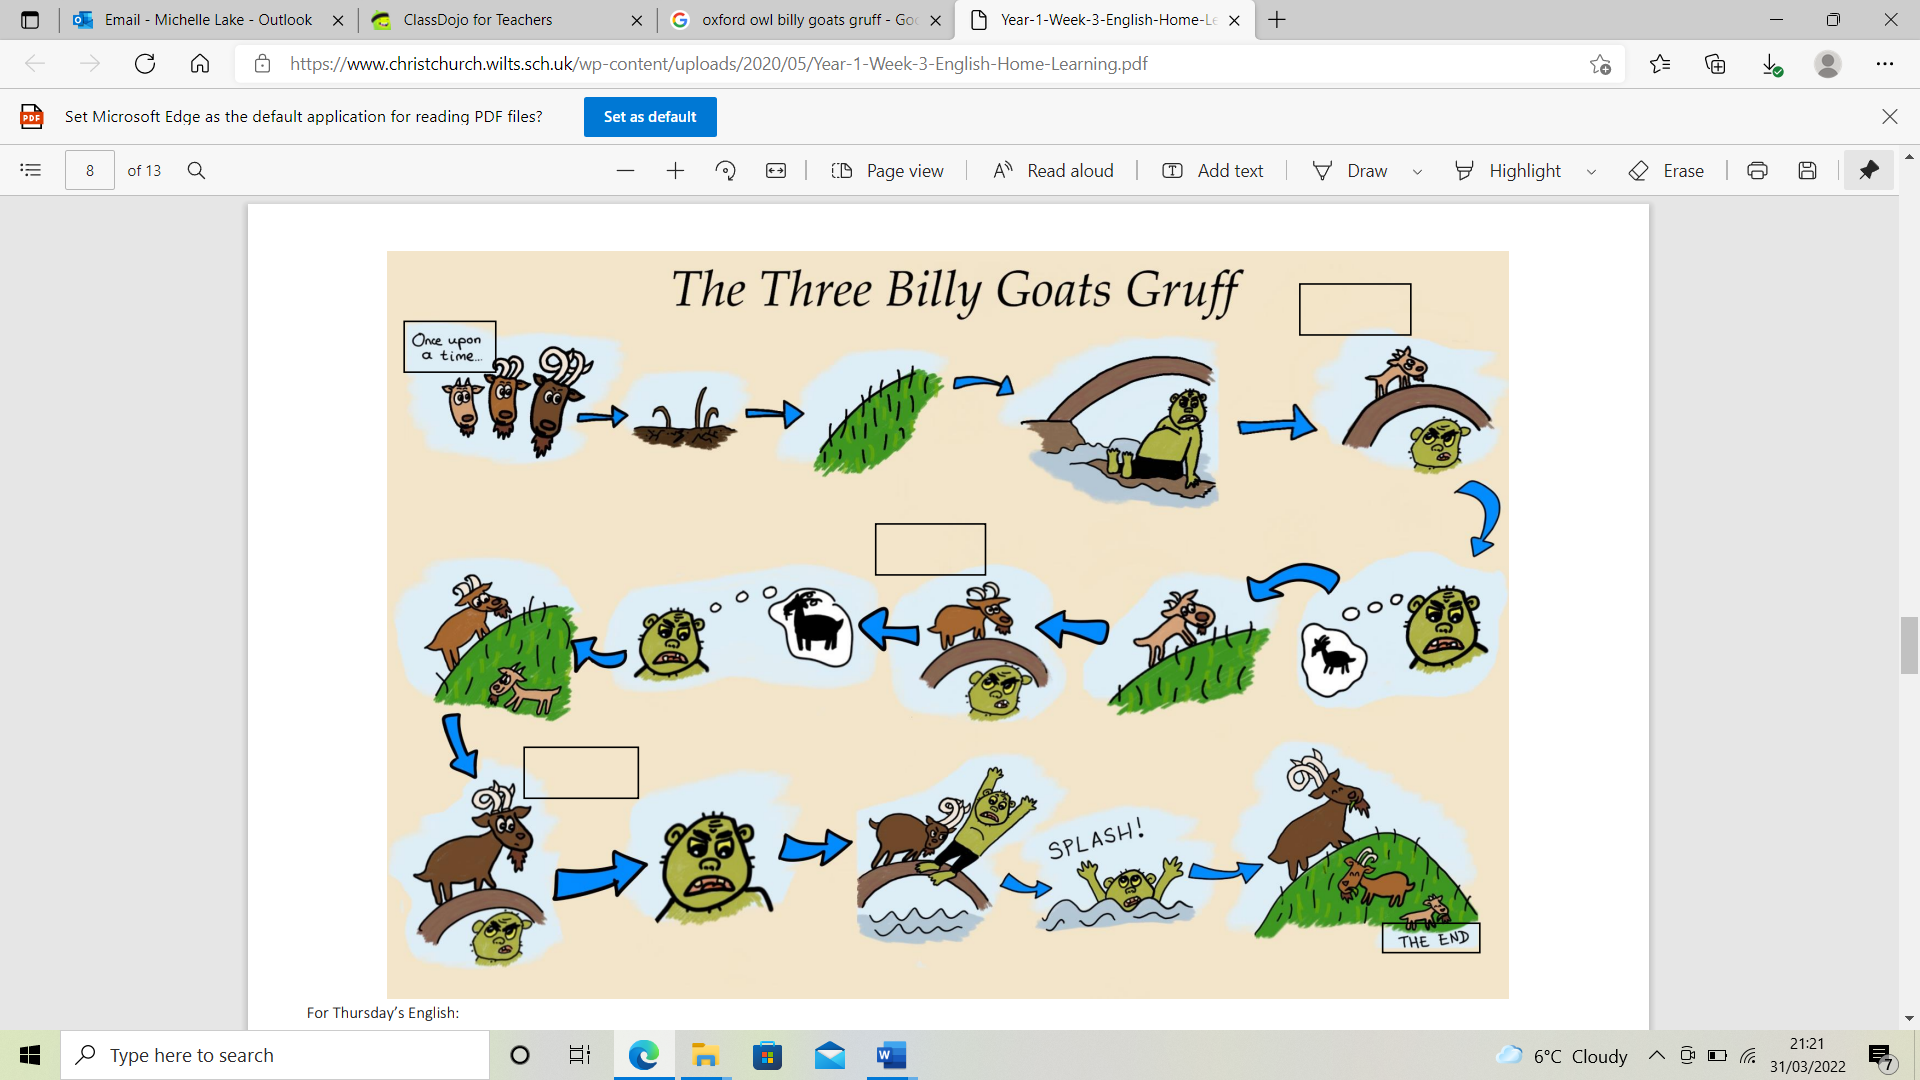 Email - Michelle Lake - Outlook
ClassDojo for Teachers
oxford owl billy goats gruff - Goo
Year-1-Week-3-English-Home-Le
https://www.christchurch.wilts.sch.uk/wp-content/uploads/2020/05/Year-1-Week-3-English-Home-Learning.pdf
PDF
Set Microsoft Edge as the default application for reading PDF files?
Set as default
8 of 13
Page view
Read aloud
Add text
Draw
Highlight
Erase
The Three Billy Goats Gruff
Once upon
a time...
SPLASH!
THE END
For Thursday's English:
Type here to search
6°C Cloudy
21:21
31/03/2022
7